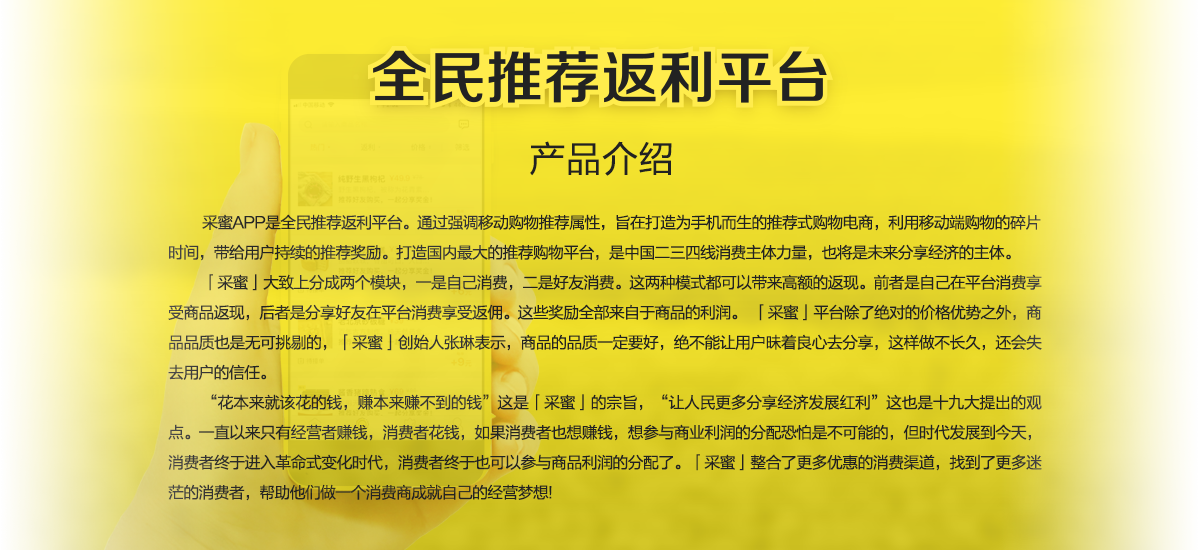 全民推荐返利平台
产品介绍
采蜜APP是全民推荐返利平台。通过强调移动购物推荐属性，旨在打造为手机而生的推荐式购物电商，利用移动端购物的碎片
时间，带给用户持续的推荐奖励。打造国内最大的推荐购物平台，是中国二三四线消费主体力量，也将是未来分享经济的主体。
「采蜜」大致上分成两个模块，一是自己消费，二是好友消费。这两种模式都可以带来高额的返现。前者是自己在平台消费享
受商品返现，后者是分享好友在平台消费享受返佣。这些奖励全部来自于商品的利润。「采蜜」平台除了绝对的价格优势之外，商
品品质也是无可挑剔的，「采蜜」创始人张琳表示，商品的品质一定要好，绝不能让用户昧着良心去分享，这样做不长久，还会失
去用户的信任。
“花本来就该花的钱，赚本来赚不到的钱”这是「采蜜」的宗旨，“让人民更多分享经济发展红利”这也是十九大提出的观
点。一直以来只有经营者赚钱，消费者花钱，如果消费者也想赚钱，想参与商业利润的分配恐怕是不可能的，但时代发展到今天，
消费者终于进入革命式变化时代，消费者终于也可以参与商品利润的分配了。「采蜜」整合了更多优惠的消费渠道，找到了更多迷
茫的消费者，帮助他们做一个消费商成就自己的经营梦想!